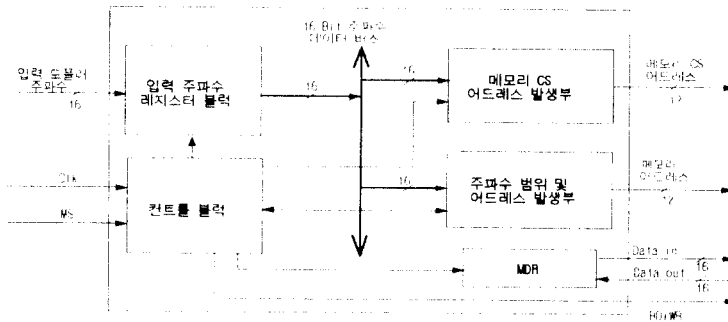 16 Bit 주파수
데이터 버스
입력 도플러
주파수
16
입력 주파수
레지스터 블럭
16
16
메모리 CS
어드레스 발생부
메모리 CS
어드레스
12
Clk
MS
컨트롤 블럭
16
주파수 범위 및
어드레스 발생부
메모리
어드레스
12
MDR
Data in
16
Data out
16